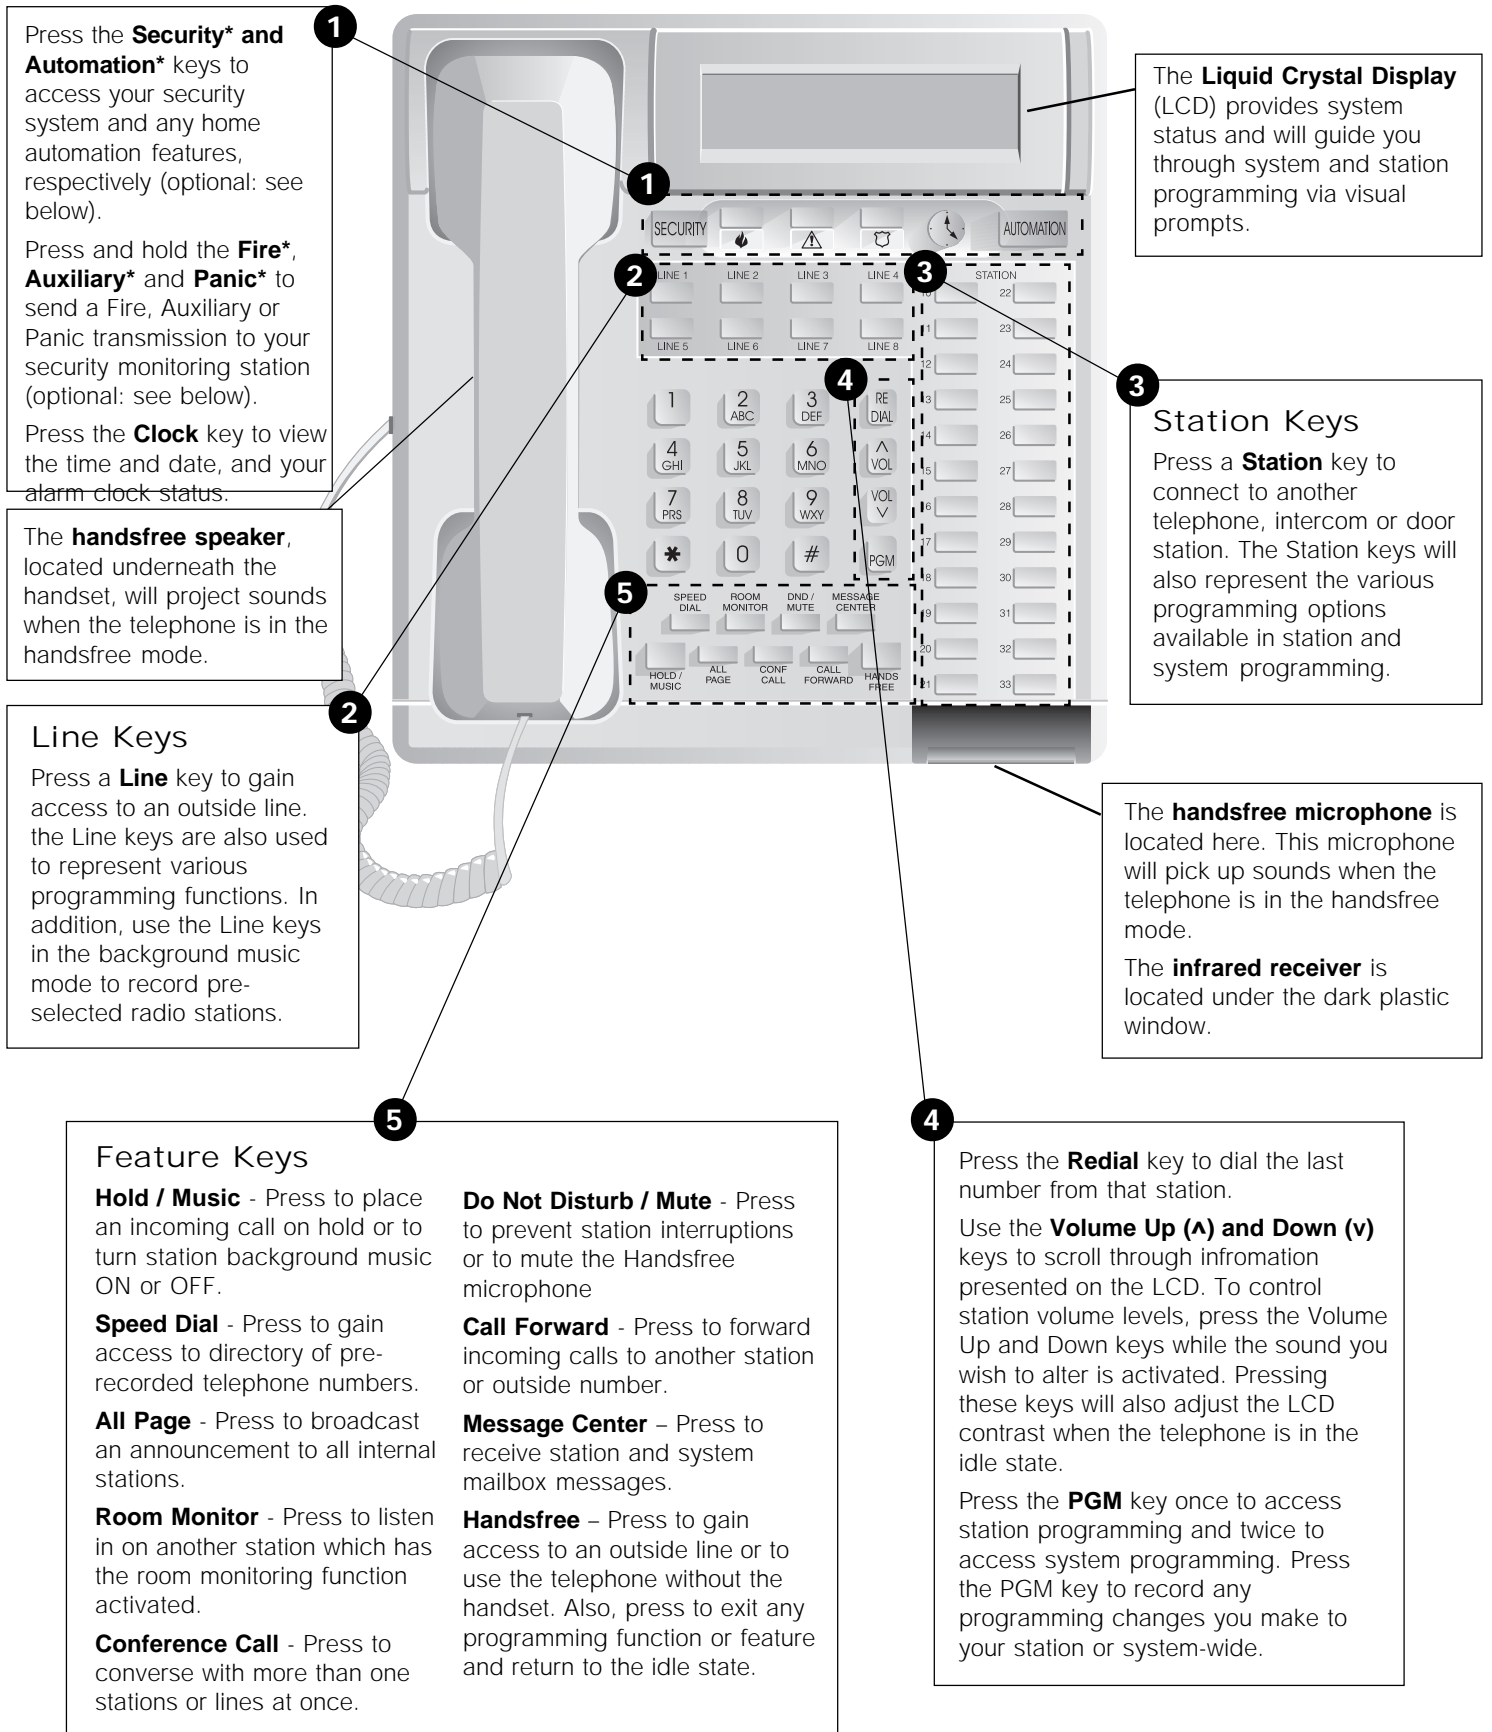 1
Press the Security* and
Automation* keys to
access your security
system and any home
automation features,
respectively (optional: see
below).
Press and hold the Fire*,
Auxiliary* and Panic* to
send a Fire, Auxiliary or
Panic transmission to your
security monitoring station
(optional: see below).
Press the Clock key to view
the time and date, and your
alarm clock status.
The handsfree speaker,
located underneath the
handset, will project sounds
when the telephone is in the
handsfree mode.
2
Line Keys
Press a Line key to gain
access to an outside line.
the Line keys are also used
to represent various
programming functions. In
addition, use the Line keys
in the background music
mode to record pre-
selected radio stations.
The Liquid Crystal Display
(LCD) provides system
status and will guide you
through system and station
programming via visual
prompts.
1
SECURITY
AUTOMATION
2
LINE 1 LINE 2 LINE 3 LINE 4
LINE 5 LINE 6 LINE 7 LINE 8
3
STATION
10 22
11 23
12 24
13 25
14 26
15 27
16 28
17 29
18 30
19 31
20 32
21 33
4
1 2 ABC 3 DEF RE DIAL
4 GHI 5 JKL 6 MNO ^ VOL
7 PRS 8 TUV 9 WXY VOL v
* 0 # PGM
5
SPEED DIAL ROOM MONITOR DND / MUTE MESSAGE CENTER
HOLD / MUSIC ALL PAGE CONF CALL CALL FORWARD HANDS FREE
3
Station Keys
Press a Station key to
connect to another
telephone, intercom or door
station. The Station keys will
also represent the various
programming options
available in station and
system programming.
The handsfree microphone is
located here. This microphone
will pick up sounds when the
telephone is in the handsfree
mode.
The infrared receiver is
located under the dark plastic
window.
5
Feature Keys
Hold / Music - Press to place
an incoming call on hold or to
turn station background music
ON or OFF.
Speed Dial - Press to gain
access to directory of pre-
recorded telephone numbers.
All Page - Press to broadcast
an announcement to all internal
stations.
Room Monitor - Press to listen
in on another station which has
the room monitoring function
activated.
Conference Call - Press to
converse with more than one
stations or lines at once.
Do Not Disturb / Mute - Press
to prevent station interruptions
or to mute the Handsfree
microphone
Call Forward - Press to forward
incoming calls to another station
or outside number.
Message Center – Press to
receive station and system
mailbox messages.
Handsfree – Press to gain
access to an outside line or to
use the telephone without the
handset. Also, press to exit any
programming function or feature
and return to the idle state.
4
Press the Redial key to dial the last
number from that station.
Use the Volume Up (ʌ) and Down (v)
keys to scroll through infromation
presented on the LCD. To control
station volume levels, press the Volume
Up and Down keys while the sound you
wish to alter is activated. Pressing
these keys will also adjust the LCD
contrast when the telephone is in the
idle state.
Press the PGM key once to access
station programming and twice to
access system programming. Press
the PGM key to record any
programming changes you make to
your station or system-wide.